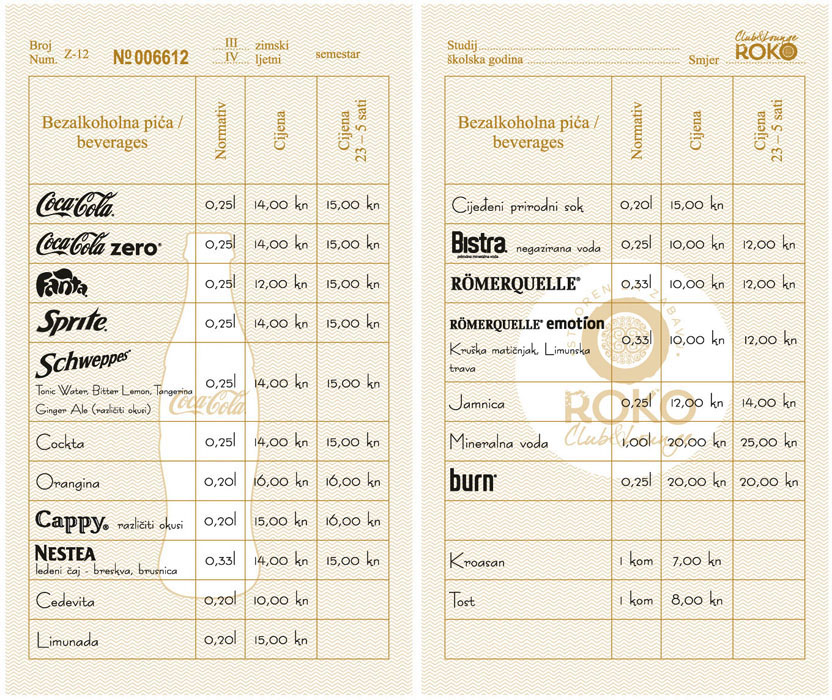 Broj
Num. Z-12 № 006612 III zimski semestar
IV ljetni
Bezalkoholna pića /
beverages
Normativ
Cijena
Cijena
23 – 5 sati
Coca-Cola 0,25l 14,00 kn 15,00 kn
Coca-Cola zero 0,25l 14,00 kn 15,00 kn
Fanta 0,25l 12,00 kn 15,00 kn
Sprite 0,25l 14,00 kn 15,00 kn
Schweppes
Tonic Water, Bitter Lemon, Tangerina 0,25l 14,00 kn 15,00 kn
Ginger Ale (različiti okusi)
Coca-Cola
Cockta 0,25l 14,00 kn 15,00 kn
Orangina 0,20l 16,00 kn 16,00 kn
Cappy® različiti okusi 0,20l 15,00 kn 16,00 kn
NESTEA 0,33l 14,00 kn 15,00 kn
ledeni čaj - breskva, brusnica
Cedevita 0,20l 10,00 kn
Limunada 0,20l 15,00 kn
Studij
školska godina Smjer
Club&Lounge
ROKO
Bezalkoholna pića /
beverages
Normativ
Cijena
Cijena
23 – 5 sati
Cijeđeni prirodni sok 0,20l 15,00 kn
Bistra negazirana voda 0,25l 10,00 kn 12,00 kn
prirodna mineralna voda
RÖMERQUELLE® 0,33l 10,00 kn 12,00 kn
RÖMERQUELLE® emotion
Kruška matičnjak, Limunska 0,33l 10,00 kn 12,00 kn
trava
Jamnica 0,25l 12,00 kn 14,00 kn
ROKO
Club&Lounge
Mineralna voda 1,00l 20,00 kn 25,00 kn
burn 0,25l 20,00 kn 20,00 kn
Kroasan 1 kom 7,00 kn
Tost 1 kom 8,00 kn